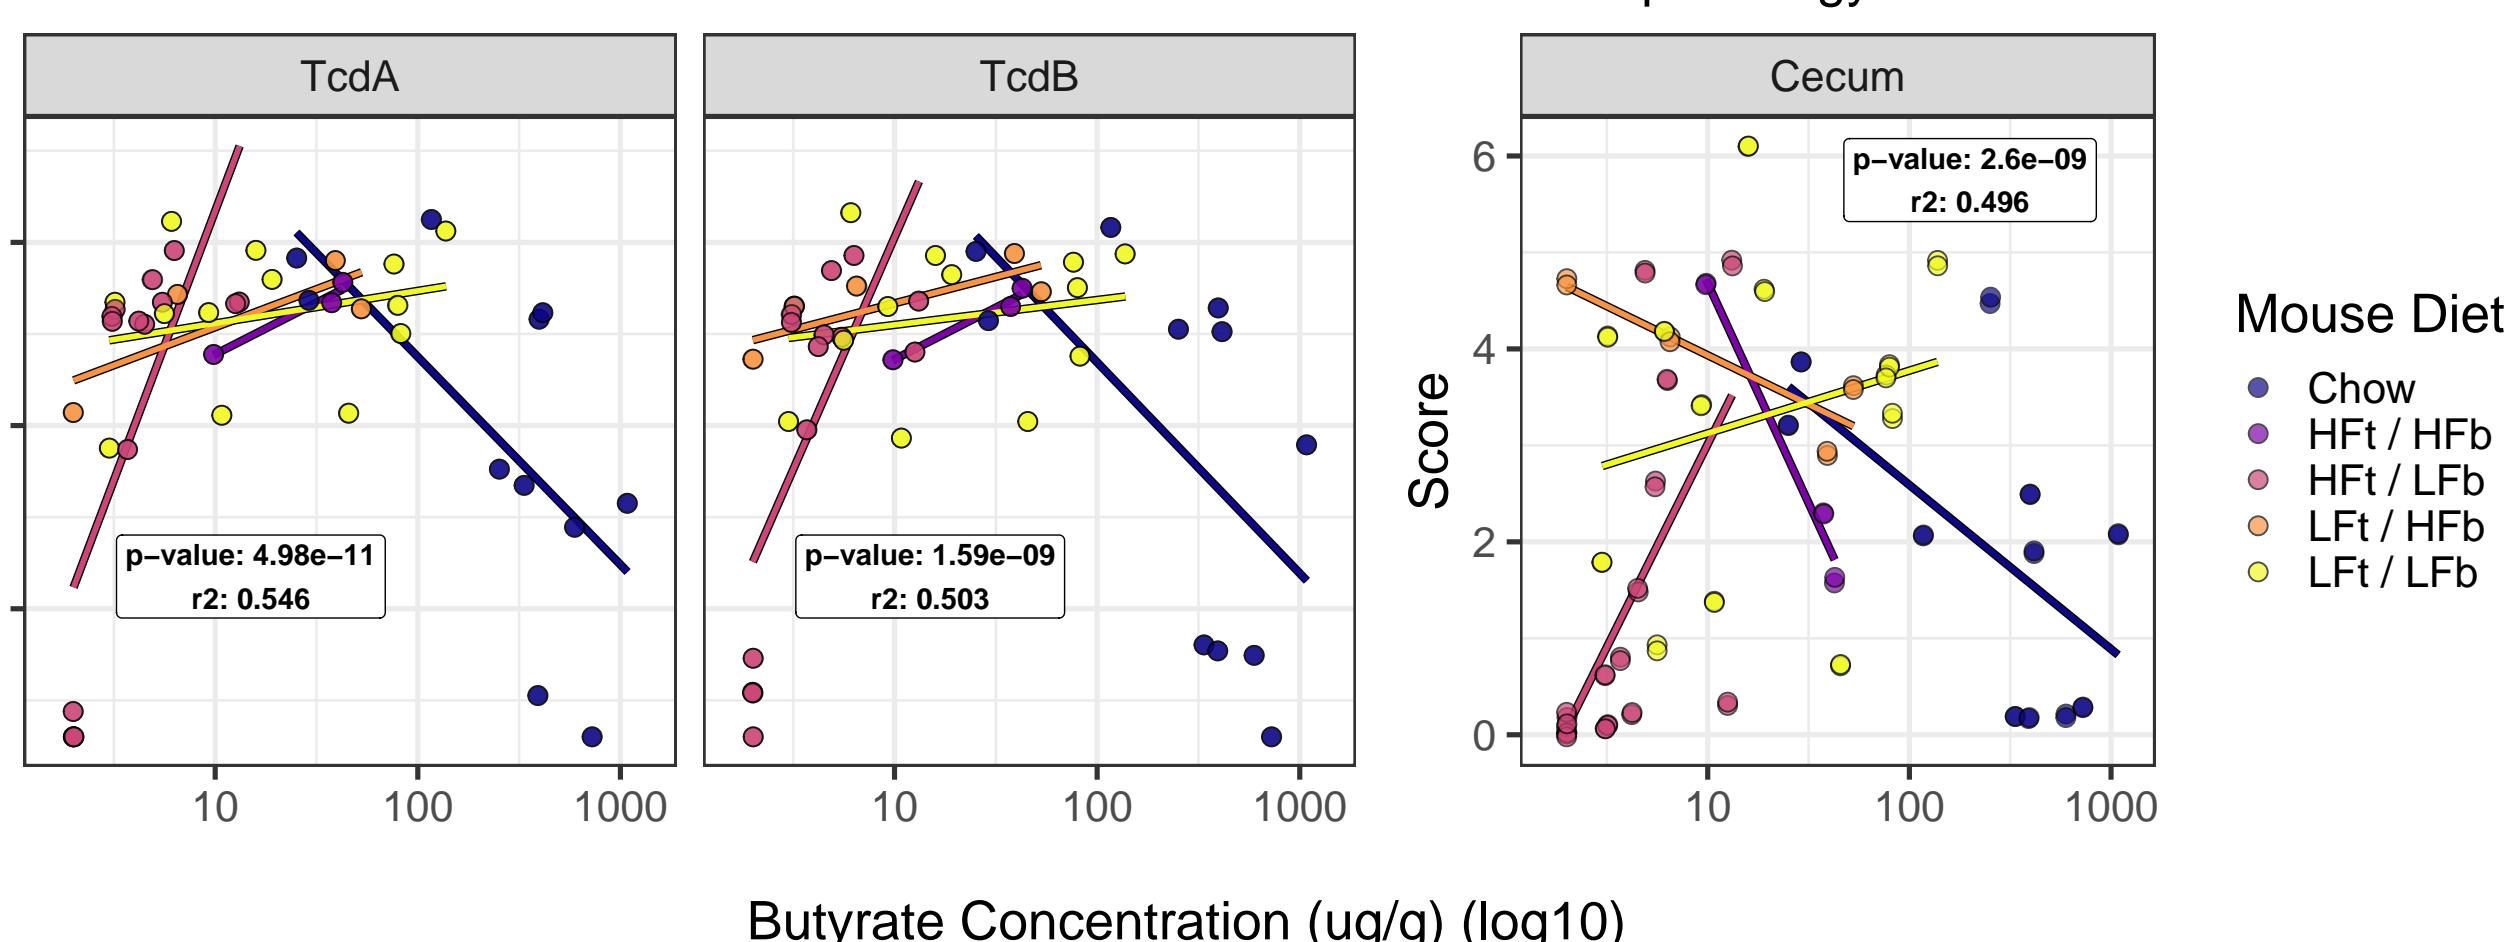 TcdA
TcdB
Cecum
p−value: 4.98e−11
r2: 0.546
p−value: 1.59e−09
r2: 0.503
p−value: 2.6e−09
r2: 0.496
6
4
2
0
Score
10 100 1000
10 100 1000
10 100 1000
Butyrate Concentration (ug/g) (log10)
Mouse Diet
Chow
HFt / HFb
HFt / LFb
LFt / HFb
LFt / LFb